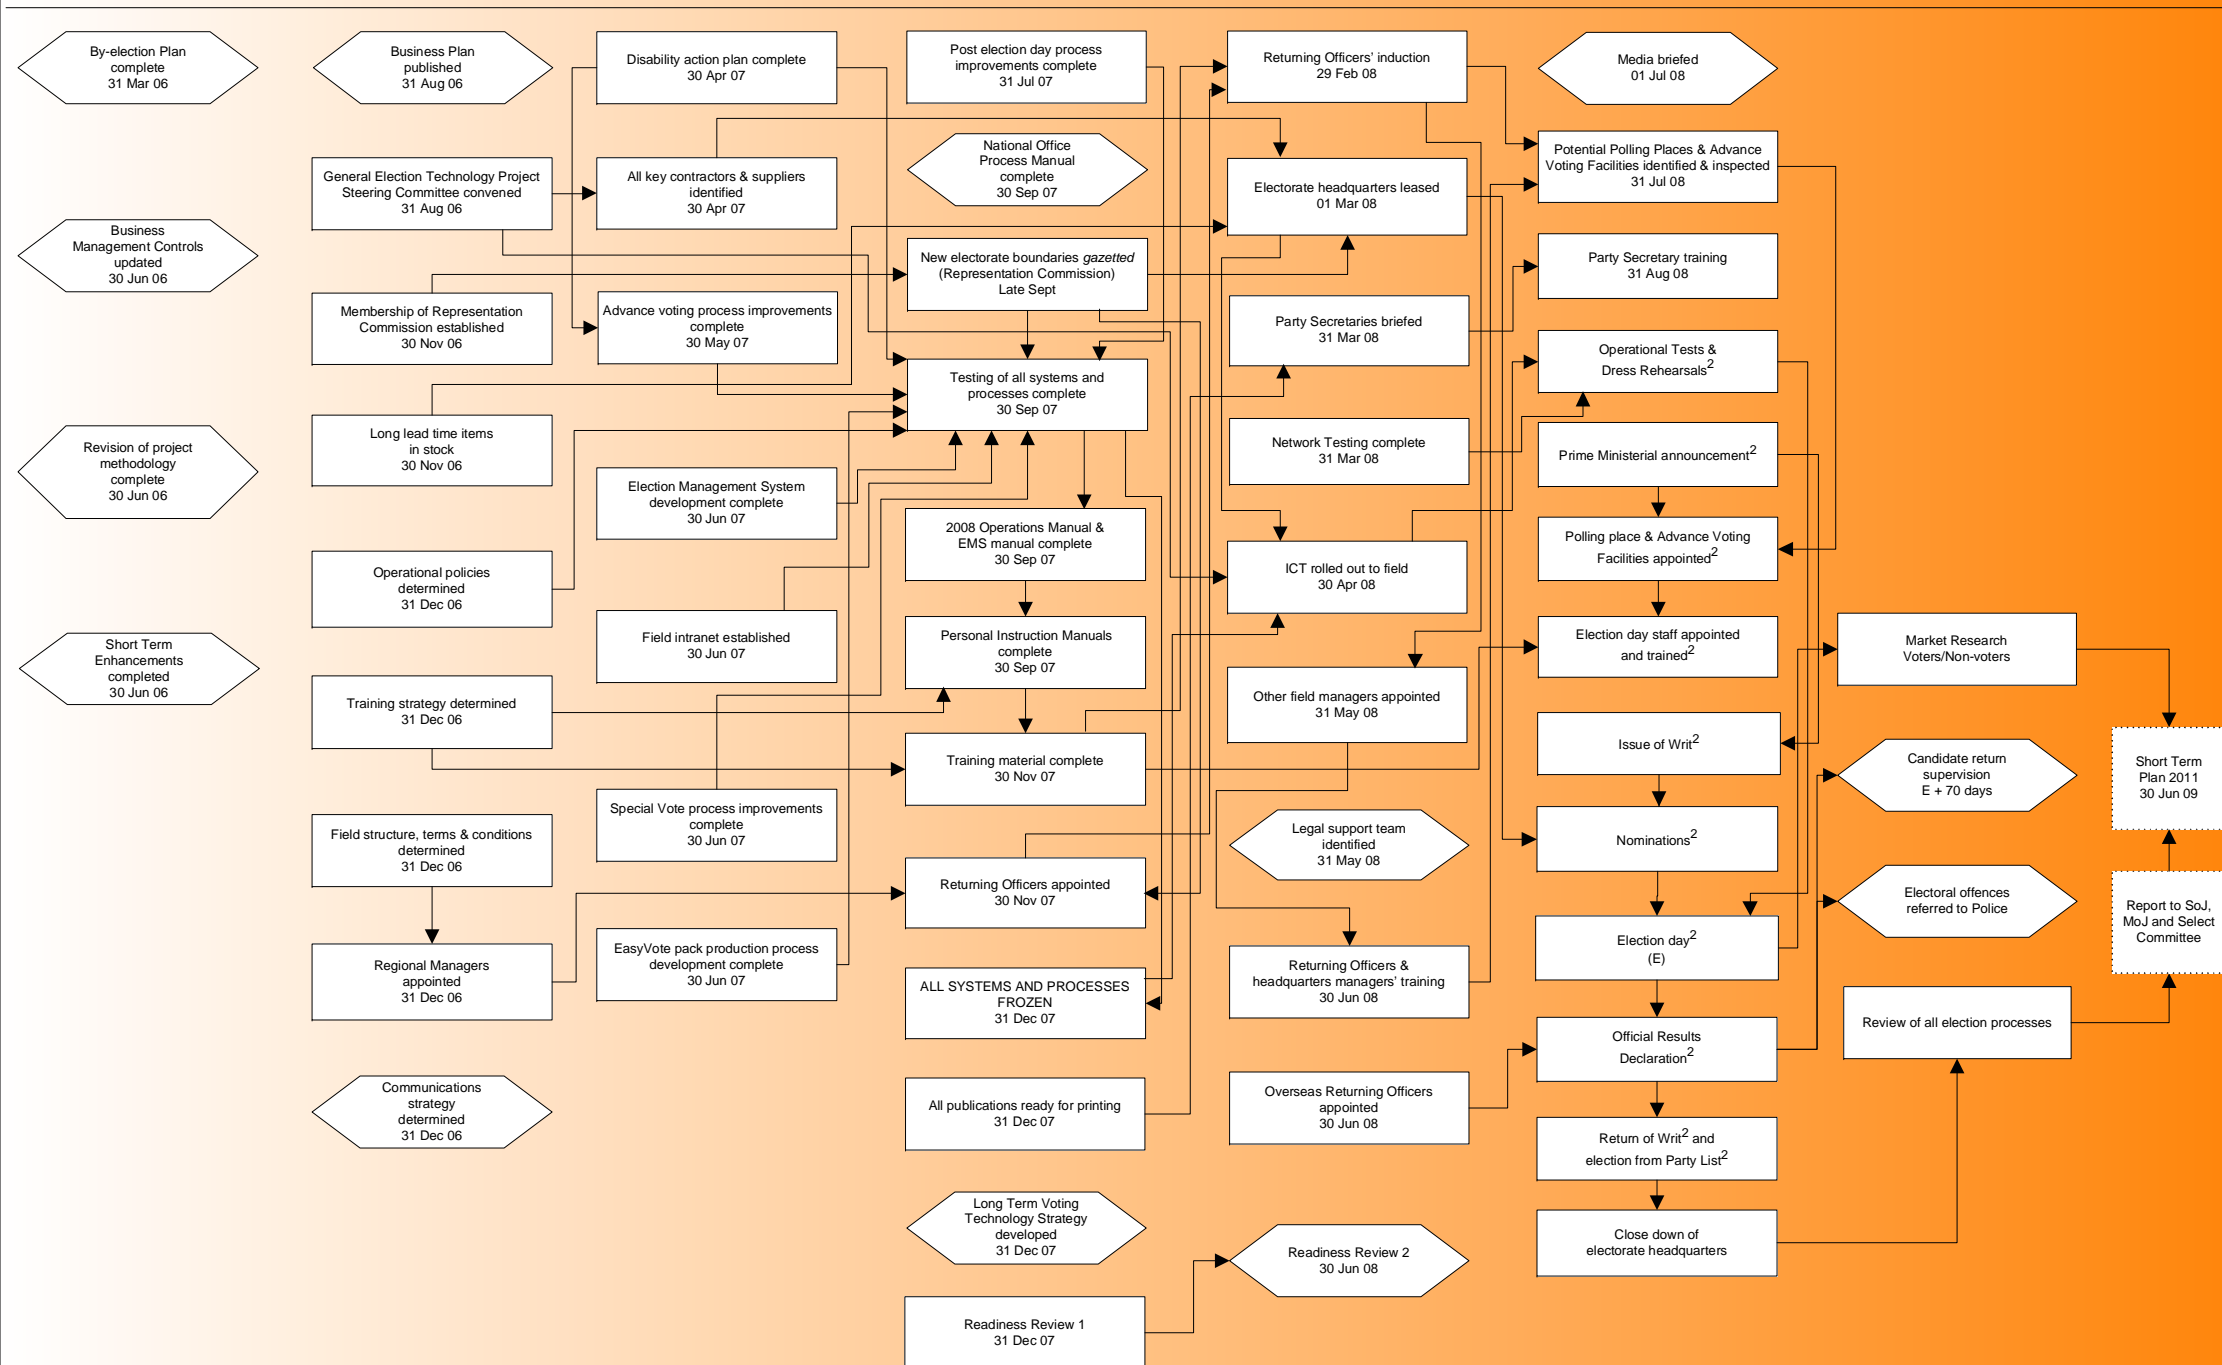 By-election Plan
complete
31 Mar 06
Business
Management Controls
updated
30 Jun 06
Revision of project
methodology
complete
30 Jun 06
Short Term
Enhancements
completed
30 Jun 06
Business Plan
published
31 Aug 06
General Election Technology Project
Steering Committee convened
31 Aug 06
Membership of Representation
Commission established
30 Nov 06
Long lead time items
in stock
30 Nov 06
Operational policies
determined
31 Dec 06
Training strategy determined
31 Dec 06
Field structure, terms & conditions
determined
31 Dec 06
Regional Managers
appointed
31 Dec 06
Communications
strategy
determined
31 Dec 06
Disability action plan complete
30 Apr 07
All key contractors & suppliers
identified
30 Apr 07
Advance voting process improvements
complete
30 May 07
Election Management System
development complete
30 Jun 07
Field intranet established
30 Jun 07
Special Vote process improvements
complete
30 Jun 07
EasyVote pack production process
development complete
30 Jun 07
Post election day process
improvements complete
31 Jul 07
National Office
Process Manual
complete
30 Sep 07
New electorate boundaries gazetted
(Representation Commission)
Late Sept
Testing of all systems and
processes complete
30 Sep 07
2008 Operations Manual &
EMS manual complete
30 Sep 07
Personal Instruction Manuals
complete
30 Sep 07
Training material complete
30 Nov 07
Returning Officers appointed
30 Nov 07
ALL SYSTEMS AND PROCESSES
FROZEN
31 Dec 07
All publications ready for printing
31 Dec 07
Long Term Voting
Technology Strategy
developed
31 Dec 07
Readiness Review 1
31 Dec 07
Returning Officers' induction
29 Feb 08
Electorate headquarters leased
01 Mar 08
Party Secretaries briefed
31 Mar 08
Network Testing complete
31 Mar 08
ICT rolled out to field
30 Apr 08
Other field managers appointed
31 May 08
Legal support team
identified
31 May 08
Returning Officers &
headquarters managers' training
30 Jun 08
Overseas Returning Officers
appointed
30 Jun 08
Readiness Review 2
30 Jun 08
Media briefed
01 Jul 08
Potential Polling Places & Advance
Voting Facilities identified & inspected
31 Jul 08
Party Secretary training
31 Aug 08
Operational Tests &
Dress Rehearsals2
Prime Ministerial announcement2
Polling place & Advance Voting
Facilities appointed2
Election day staff appointed
and trained2
Issue of Writ2
Nominations2
Election day2
(E)
Official Results
Declaration2
Return of Writ2 and
election from Party List2
Close down of
electorate headquarters
Market Research
Voters/Non-voters
Candidate return
supervision
E + 70 days
Electoral offences
referred to Police
Review of all election processes
Short Term
Plan 2011
30 Jun 09
Report to SoJ,
MoJ and Select
Committee